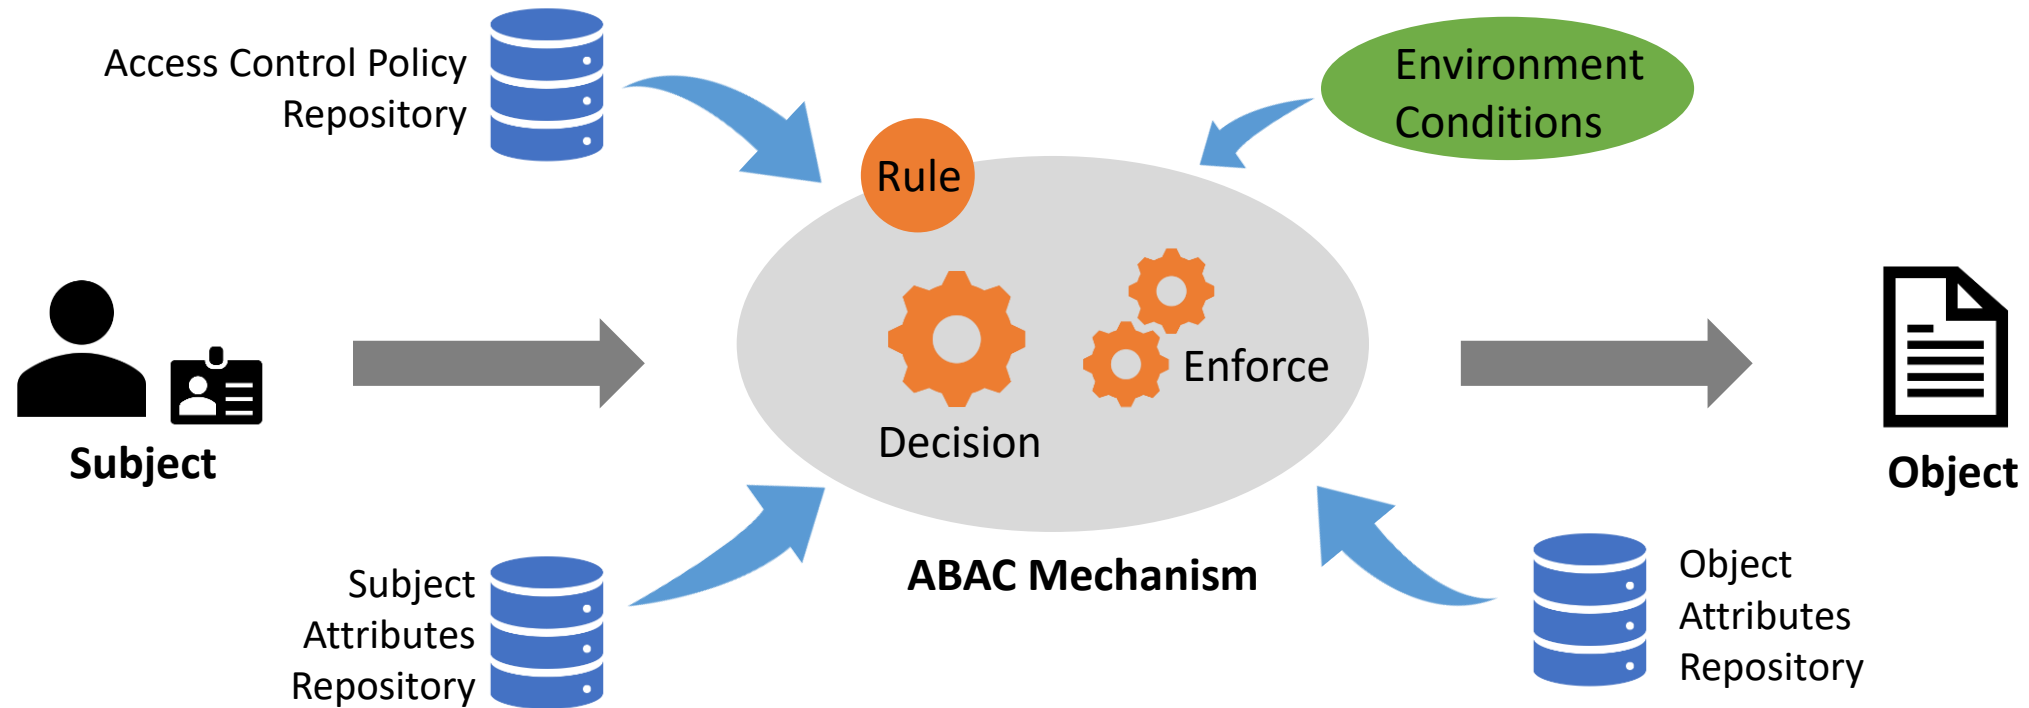 Access Control Policy
Repository
Environment
Conditions
Rule
Enforce
Decision
Subject
Object
ABAC Mechanism
Subject
Attributes
Repository
Object
Attributes
Repository